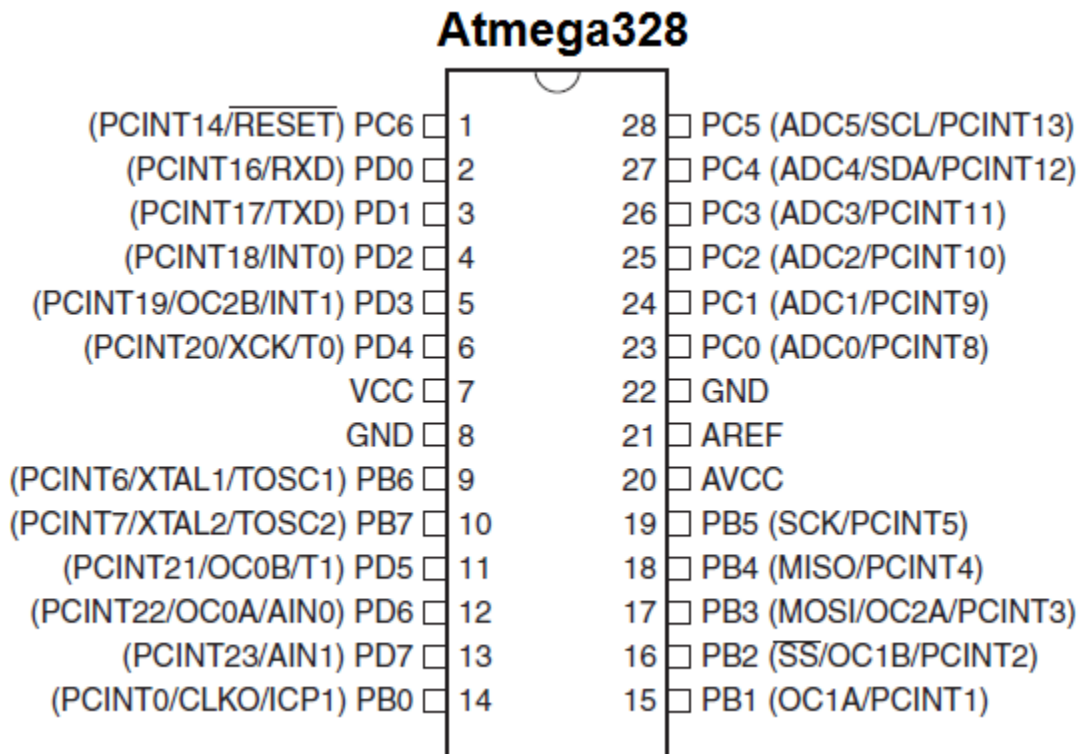 Atmega328
(PCINT14/RESET) PC6 1 28 PC5 (ADC5/SCL/PCINT13)
(PCINT16/RXD) PD0 2 27 PC4 (ADC4/SDA/PCINT12)
(PCINT17/TXD) PD1 3 26 PC3 (ADC3/PCINT11)
(PCINT18/INT0) PD2 4 25 PC2 (ADC2/PCINT10)
(PCINT19/OC2B/INT1) PD3 5 24 PC1 (ADC1/PCINT9)
(PCINT20/XCK/T0) PD4 6 23 PC0 (ADC0/PCINT8)
VCC 7 22 GND
GND 8 21 AREF
(PCINT6/XTAL1/TOSC1) PB6 9 20 AVCC
(PCINT7/XTAL2/TOSC2) PB7 10 19 PB5 (SCK/PCINT5)
(PCINT21/OC0B/T1) PD5 11 18 PB4 (MISO/PCINT4)
(PCINT22/OC0A/AIN0) PD6 12 17 PB3 (MOSI/OC2A/PCINT3)
(PCINT23/AIN1) PD7 13 16 PB2 (SS/OC1B/PCINT2)
(PCINT0/CLKO/ICP1) PB0 14 15 PB1 (OC1A/PCINT1)